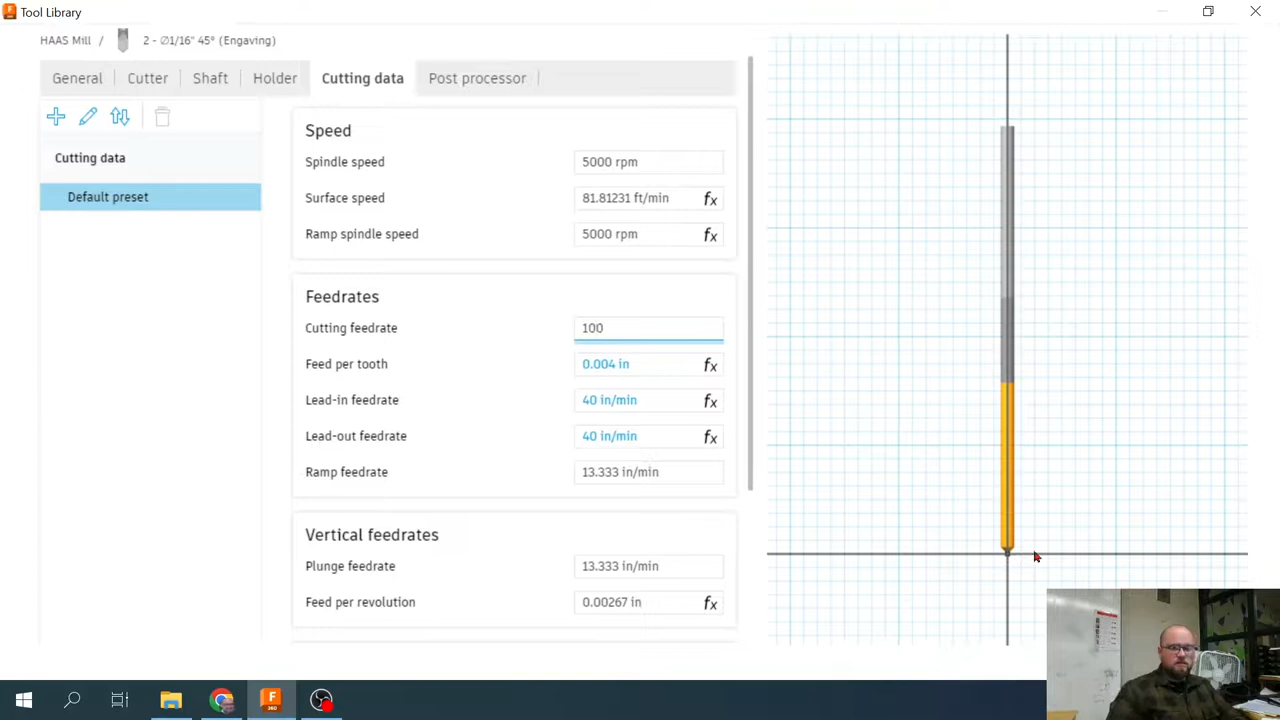 Tool Library
HAAS Mill / 2 - ∅1/16" 45° (Engaving)
General Cutter Shaft Holder Cutting data Post processor
Cutting data
Default preset
Speed
Spindle speed 5000 rpm
Surface speed 81.81231 ft/min fx
Ramp spindle speed 5000 rpm fx
Feedrates
Cutting feedrate 100
Feed per tooth 0.004 in fx
Lead-in feedrate 40 in/min fx
Lead-out feedrate 40 in/min fx
Ramp feedrate 13.333 in/min
Vertical feedrates
Plunge feedrate 13.333 in/min
Feed per revolution 0.00267 in fx
F
360